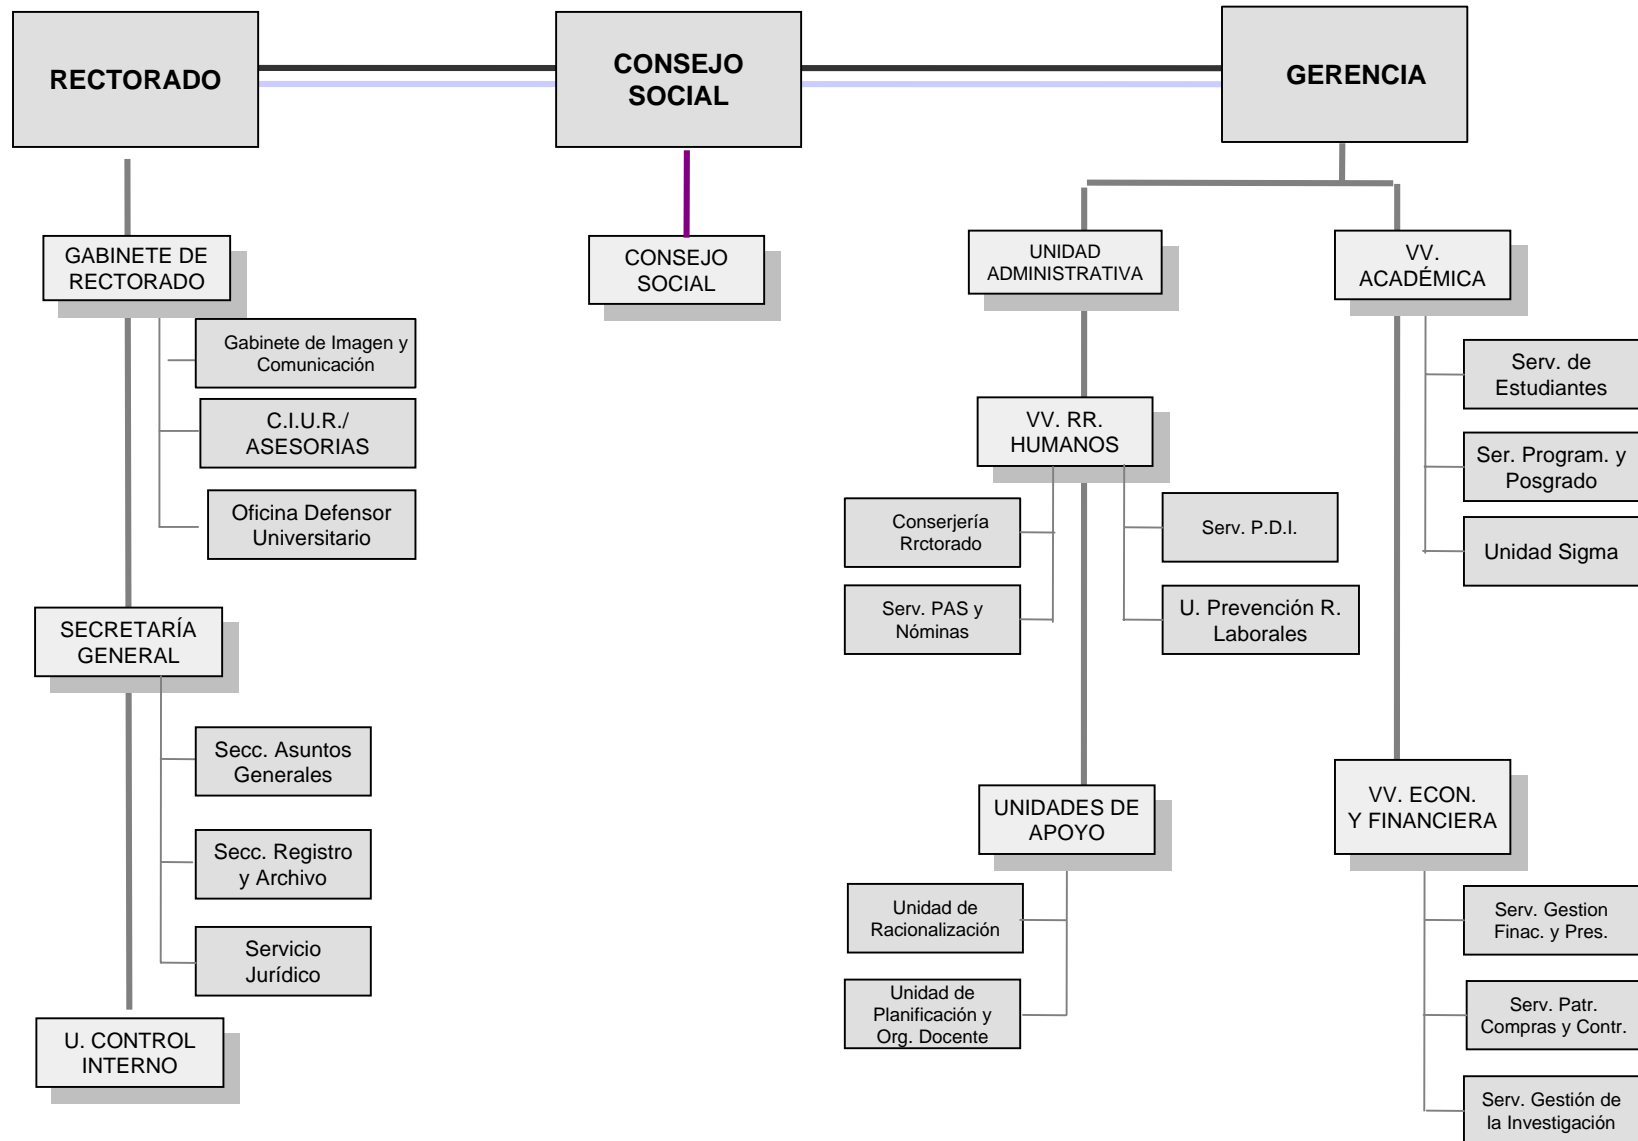 RECTORADO
CONSEJO
SOCIAL
GERENCIA
GABINETE DE
RECTORADO
Gabinete de Imagen y
Comunicación
C.I.U.R./
ASESORIAS
Oficina Defensor
Universitario
SECRETARÍA
GENERAL
Secc. Asuntos
Generales
Secc. Registro
y Archivo
Servicio
Jurídico
U. CONTROL
INTERNO
CONSEJO
SOCIAL
UNIDAD
ADMINISTRATIVA
VV. RR.
HUMANOS
Conserjería
Rrctorado
Serv. PAS y
Nóminas
Serv. P.D.I.
U. Prevención R.
Laborales
UNIDADES DE
APOYO
Unidad de
Racionalización
Unidad de
Planificación y
Org. Docente
VV.
ACADÉMICA
Serv. de
Estudiantes
Ser. Program. y
Posgrado
Unidad Sigma
VV. ECON.
Y FINANCIERA
Serv. Gestion
Finac. y Pres.
Serv. Patr.
Compras y Contr.
Serv. Gestión de
la Investigación